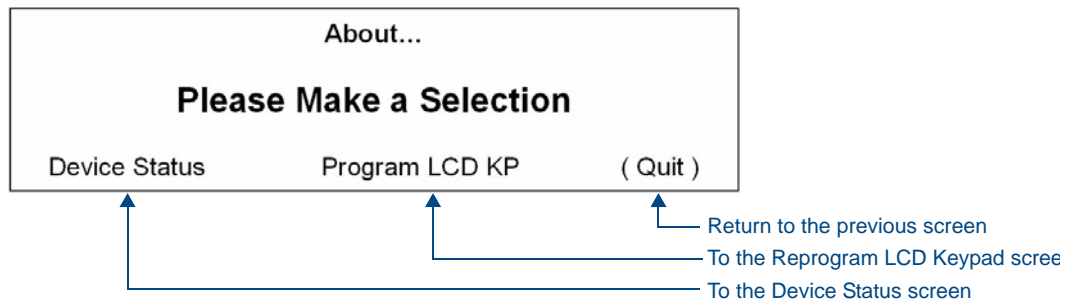 About...
Please Make a Selection
Device Status Program LCD KP ( Quit )
Return to the previous screen
To the Reprogram LCD Keypad scree
To the Device Status screen